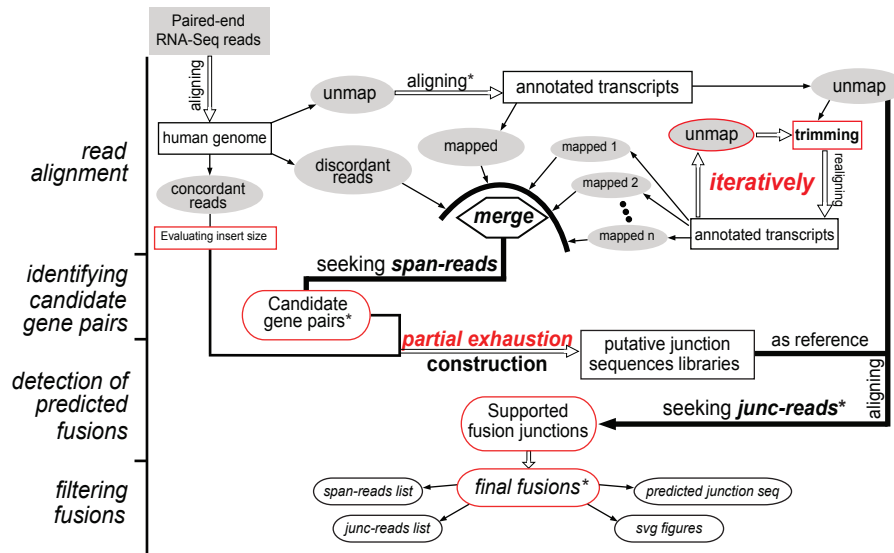 Paired-end
RNA-Seq reads
aligning
unmap
aligning*
annotated transcripts
unmap
human genome
mapped
mapped 1
unmap
trimming
read
alignment
discordant
reads
mapped 2
iteratively
realigning
concordant
reads
merge
Evaluating insert size
mapped n
annotated transcripts
seeking span-reads
identifying
candidate
gene pairs
Candidate
gene pairs*
partial exhaustion
construction
putative junction
sequences libraries
as reference
aligning
detection of
predicted
fusions
Supported
fusion junctions
seeking junc-reads*
filtering
fusions
span-reads list
final fusions*
predicted junction seq
junc-reads list
svg figures